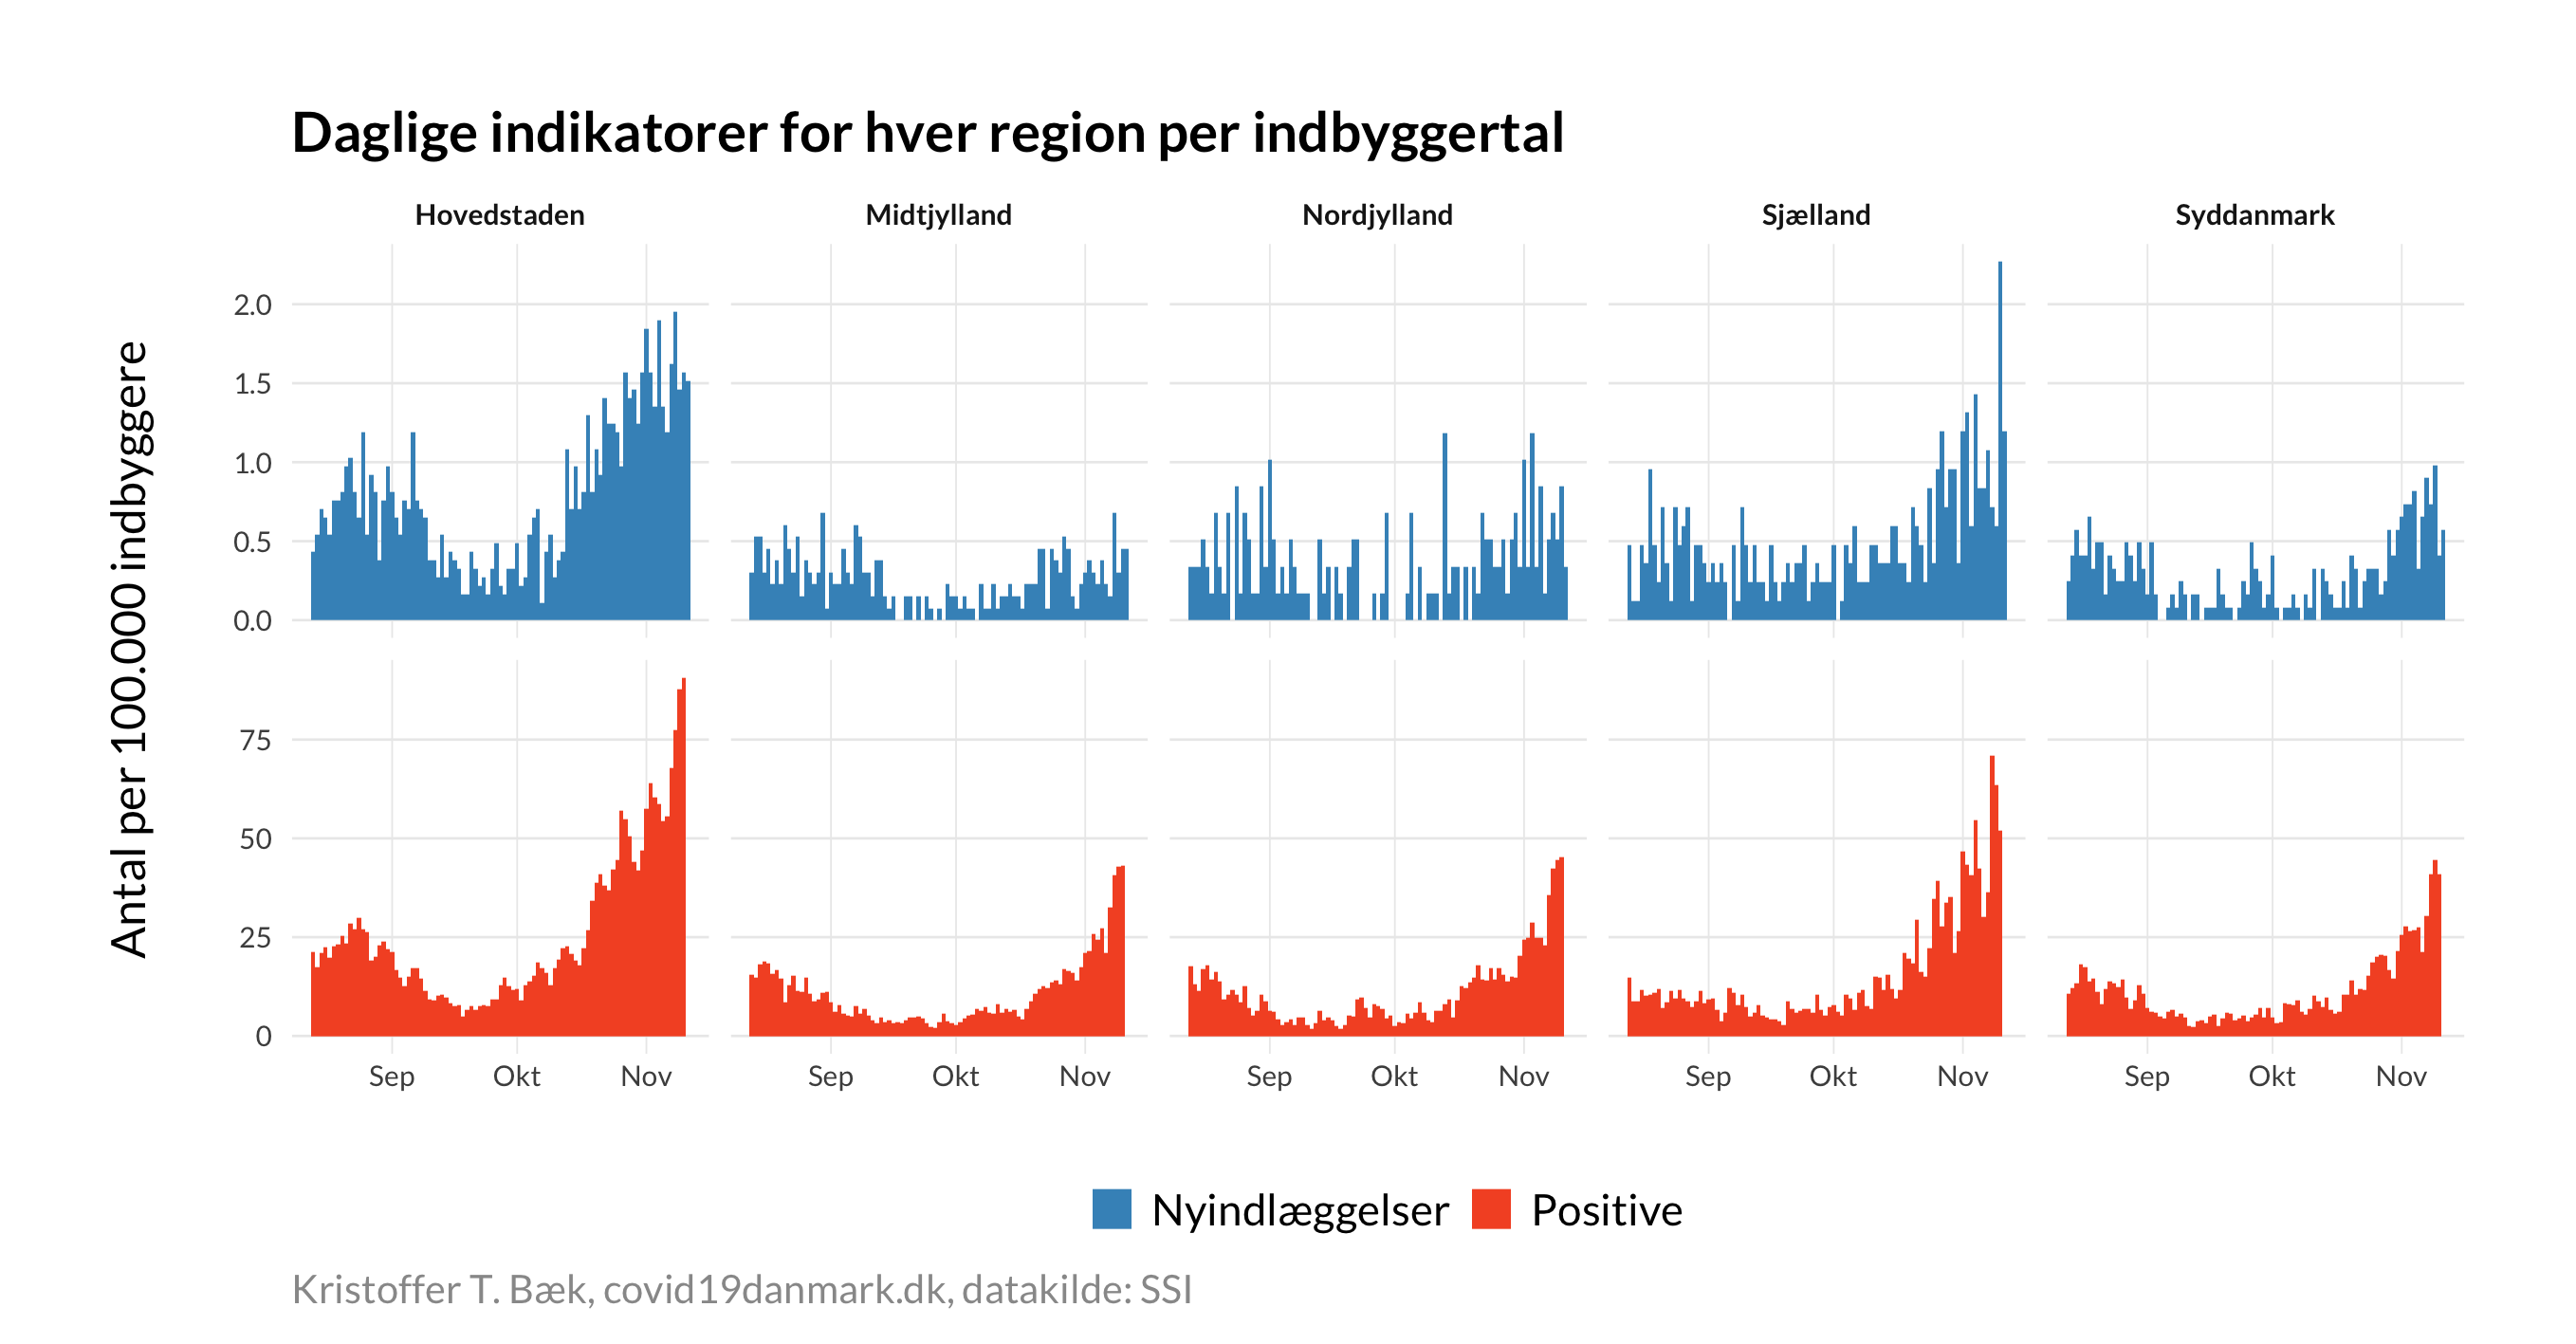 Daglige indikatorer for hver region per indbyggertal
Hovedstaden Midtjylland Nordjylland Sjælland Syddanmark
Antal per 100.000 indbyggere
2.0
1.5
1.0
0.5
0.0
75
50
25
0
Sep Okt Nov Sep Okt Nov Sep Okt Nov Sep Okt Nov Sep Okt Nov
Nyindlæggelser Positive
Kristoffer T. Bæk, covid19danmark.dk, datakilde: SSI